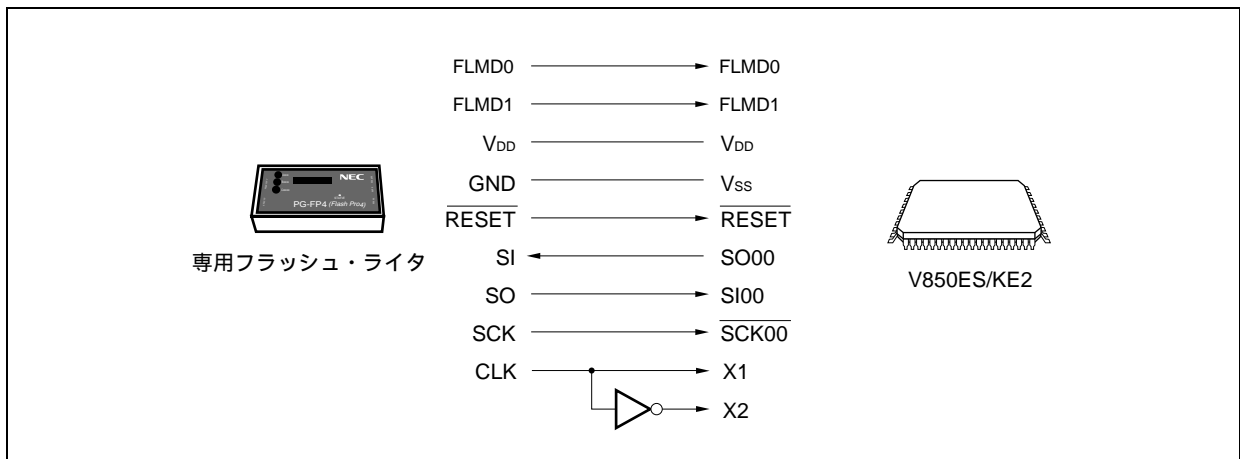 FLMD0 FLMD0
FLMD1 FLMD1
VDD VDD
GND VSS
NEC
PG-FP4 (Flash Pro4)
RESET RESET
専用フラッシュ・ライタ
SI SO00
V850ES/KE2
SO SI00
SCK SCK00
CLK X1
X2